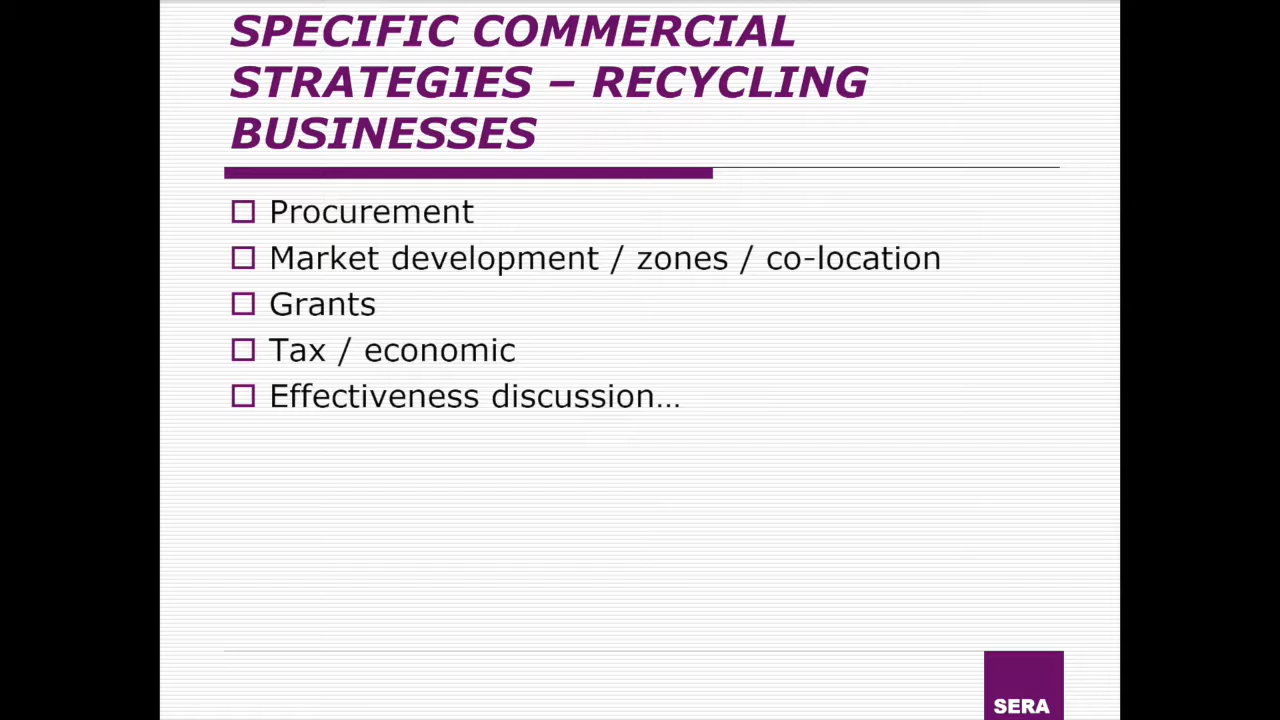 SPECIFIC COMMERCIAL
STRATEGIES – RECYCLING
BUSINESSES
Procurement
Market development / zones / co-location
Grants
Tax / economic
Effectiveness discussion…
SERA